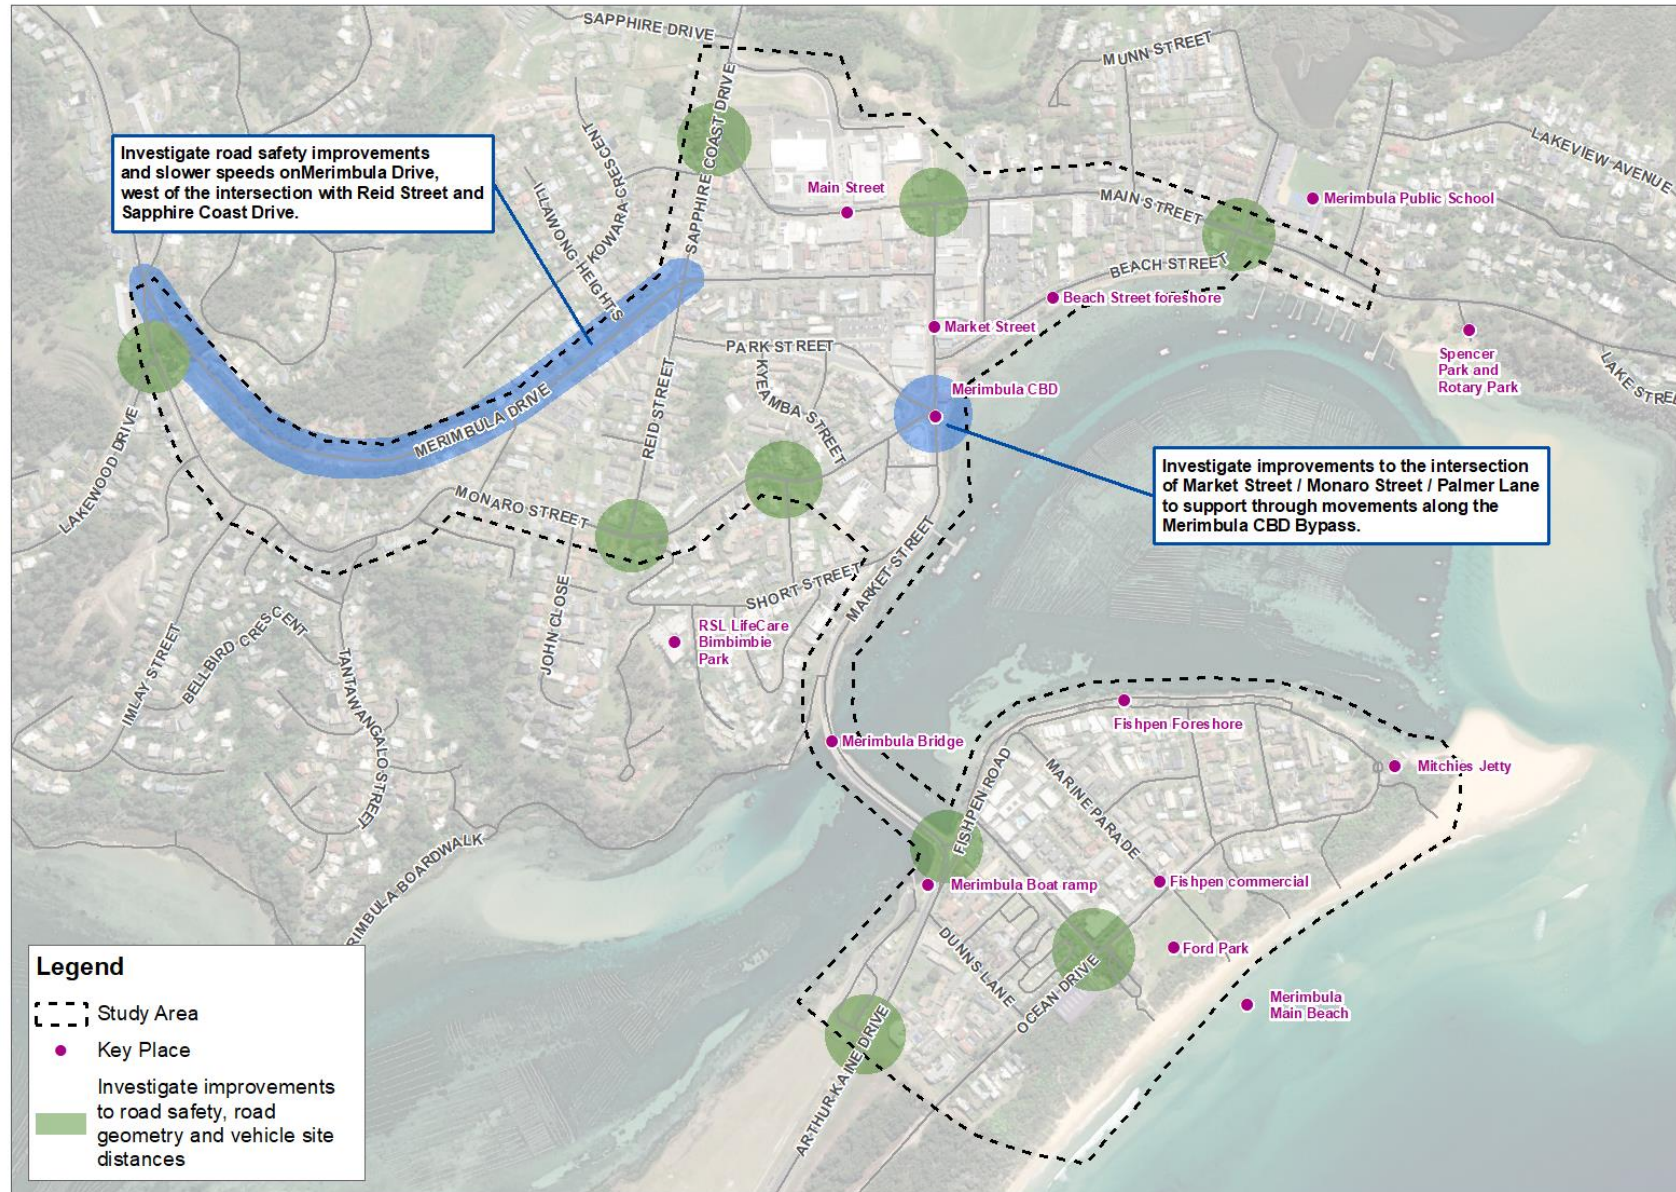 SAPPHIRE DRIVE
MUNN STREET
LAKEVIEW AVENUE
SAPPHIRE COAST DRIVE
KOWARA CRESCENT
ILLAWONG HEIGHTS
Investigate road safety improvements
and slower speeds onMerimbula Drive,
west of the intersection with Reid Street and
Sapphire Coast Drive.
Main Street
MAIN STREET
Merimbula Public School
BEACH STREET
Beach Street foreshore
Market Street
Spencer
Park and
Rotary Park
LAKE STREE
PARK STREET
KYEAMBA STREET
REID STREET
Merimbula CBD
MERIMBULA DRIVE
LAKEWOOD DRIVE
MONARO STREET
Investigate improvements to the intersection
of Market Street / Monaro Street / Palmer Lane
to support through movements along the
Merimbula CBD Bypass.
MARKET STREET
SHORT STREET
JOHN CLOSE
RSL LifeCare
Bimbimbie
Park
IMLAY STREET
BELLBIRD CRESCENT
TANTAWANGALO STREET
RIMBULA BOARDWALK
Merimbula Bridge
Fishpen Foreshore
Mitchies Jetty
FISHPEN ROAD
MARINE PARADE
Merimbula Boat ramp
Fishpen commercial
Ford Park
DUNNS LANE
OCEAN DRIVE
Merimbula
Main Beach
ARTHUR KAINE DRIVE
Legend
Study Area
Key Place
Investigate improvements
to road safety, road
geometry and vehicle site
distances